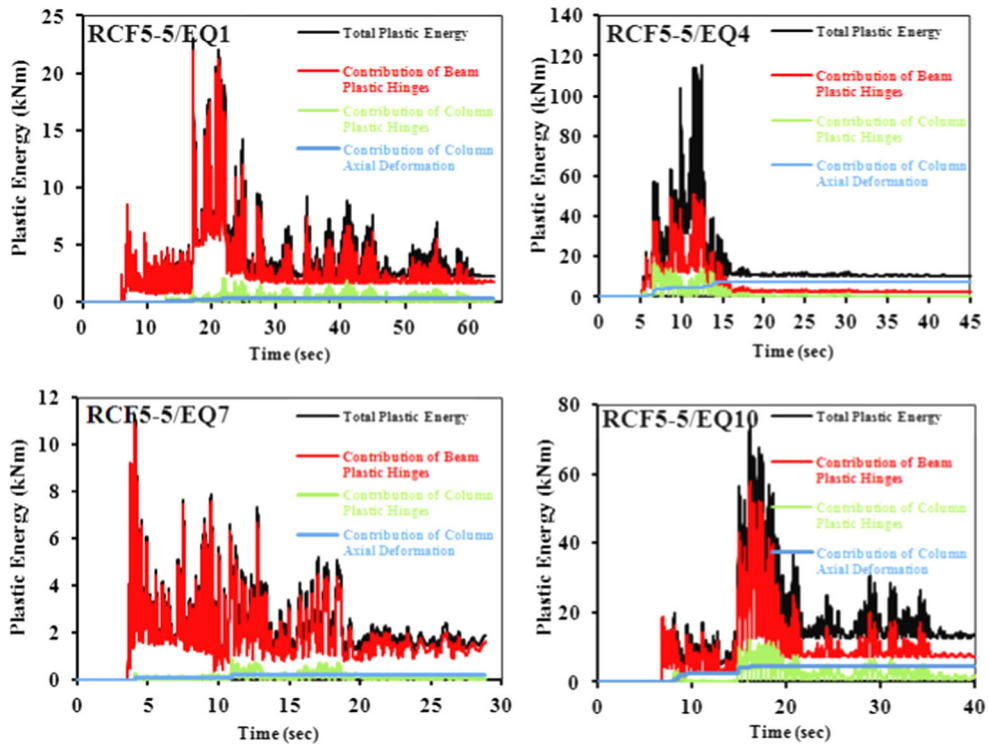 RCF5-5/EQ1
Total Plastic Energy
Contribution of Beam
Plastic Hinges
Contribution of Column
Plastic Hinges
Contribution of Column
Axial Deformation
Plastic Energy (kNm)
25
20
15
10
5
0
0 10 20 30 40 50 60
Time (sec)
RCF5-5/EQ4
Total Plastic Energy
Contribution of Beam
Plastic Hinges
Contribution of Column
Plastic Hinges
Contribution of Column
Axial Deformation
Plastic Energy (kNm)
140
120
100
80
60
40
20
0
0 5 10 15 20 25 30 35 40 45
Time (sec)
RCF5-5/EQ7
Total Plastic Energy
Contribution of Beam
Plastic Hinges
Contribution of Column
Plastic Hinges
Contribution of Column
Axial Deformation
Plastic Energy (kNm)
12
10
8
6
4
2
0
0 5 10 15 20 25 30
Time (sec)
RCF5-5/EQ10
Total Plastic Energy
Contribution of Beam
Plastic Hinges
Contribution of Column
Plastic Hinges
Contribution of Column
Axial Deformation
Plastic Energy (kNm)
80
60
40
20
0
0 10 20 30 40
Time (sec)